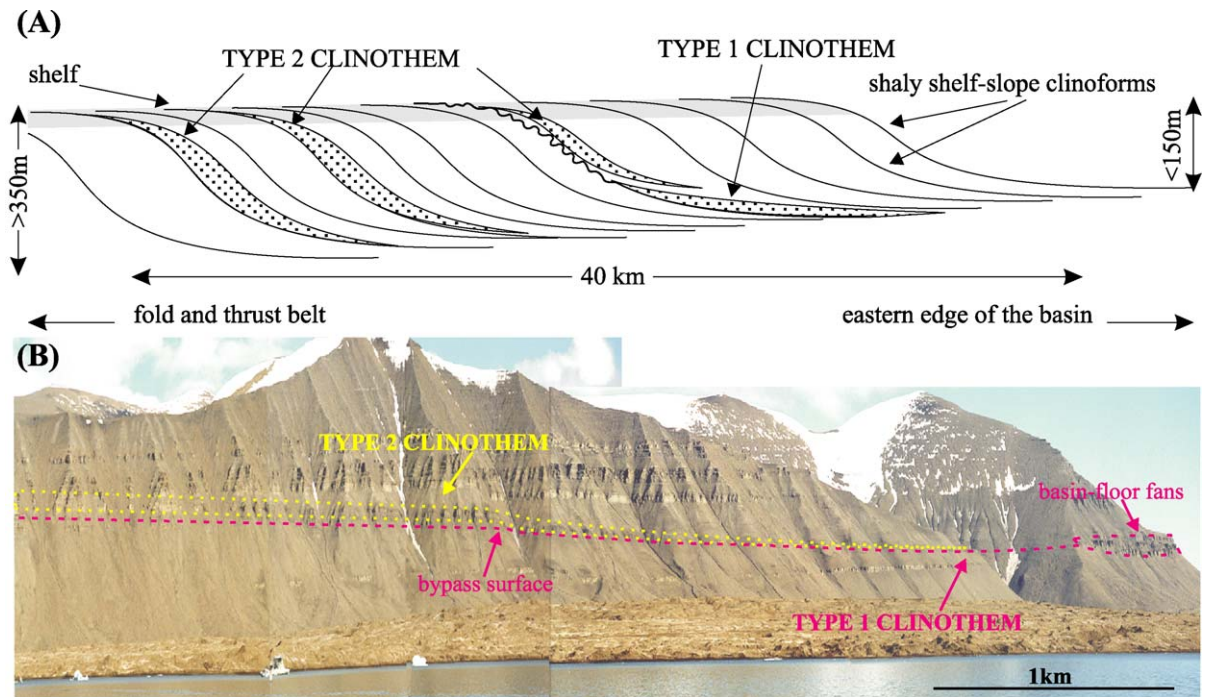 (A)
TYPE 2 CLINOTHEM
TYPE 1 CLINOTHEM
shelf
shaly shelf-slope clinoforms
>350m
<150m
40 km
fold and thrust belt
eastern edge of the basin
(B)
TYPE 2 CLINOTHEM
basin-floor fans
bypass surface
TYPE 1 CLINOTHEM
1km